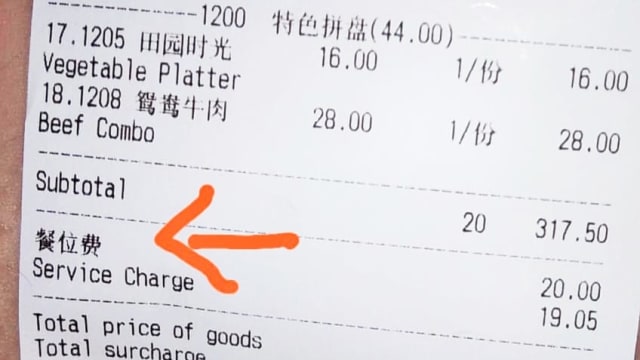 1200 特色拼盘(44.00)
17.1205 田园时光 16.00 1/份 16.00
Vegetable Platter
18.1208 鸳鸯牛肉 28.00 1/份 28.00
Beef Combo
Subtotal 20 317.50
餐位费 20.00
Service Charge 19.05
Total price of goods
Total surcharge